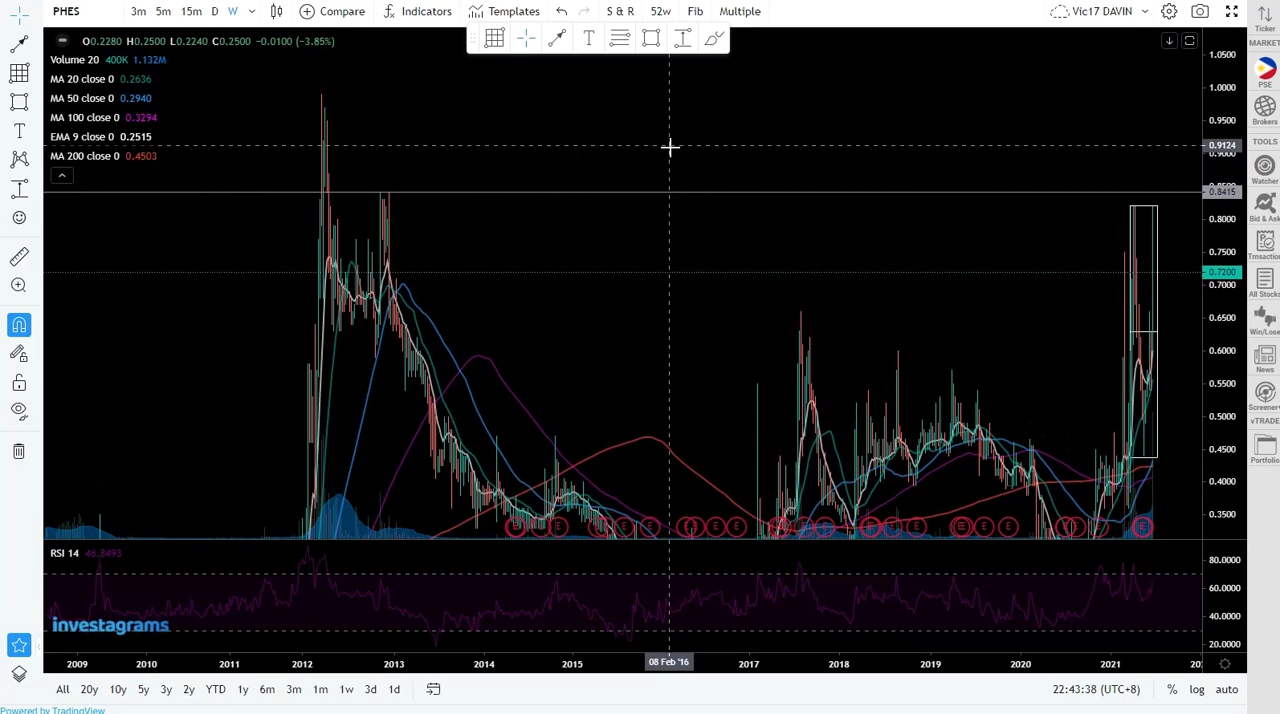 PHES 3m 5m 15m D W Compare Indicators Templates S & R 52w Fib Multiple Vic17 DAVIN
O0.2280 H0.2500 L0.2240 C0.2500 -0.0100 (-3.85%)
Volume 20 400K 1.132M
MA 20 close 0 0.2636
MA 50 close 0 0.2940
MA 100 close 0 0.3294
EMA 9 close 0 0.2515
MA 200 close 0 0.4503
1.0500
1.0000
0.9500
0.9124
0.9000
0.8415
0.8000
0.7500
0.7200
0.7000
0.6500
0.6000
0.5500
0.5000
0.4500
0.4000
0.3500
RSI 14 46.8493
80.0000
60.0000
40.0000
20.0000
investagrams
2009 2010 2011 2012 2013 2014 2015 08 Feb '16 2017 2018 2019 2020 2021
All 20y 10y 5y 3y 2y YTD 1y 6m 3m 1m 1w 3d 1d 22:43:38 (UTC+8) % log auto
Powered by TradingView
Ticker
MARKET
PSE
Brokers
TOOLS
Watcher
Bid & Ask
Trnsactio
All Stocks
Win/Lose
News
Screener
vTRADE
Portfolio